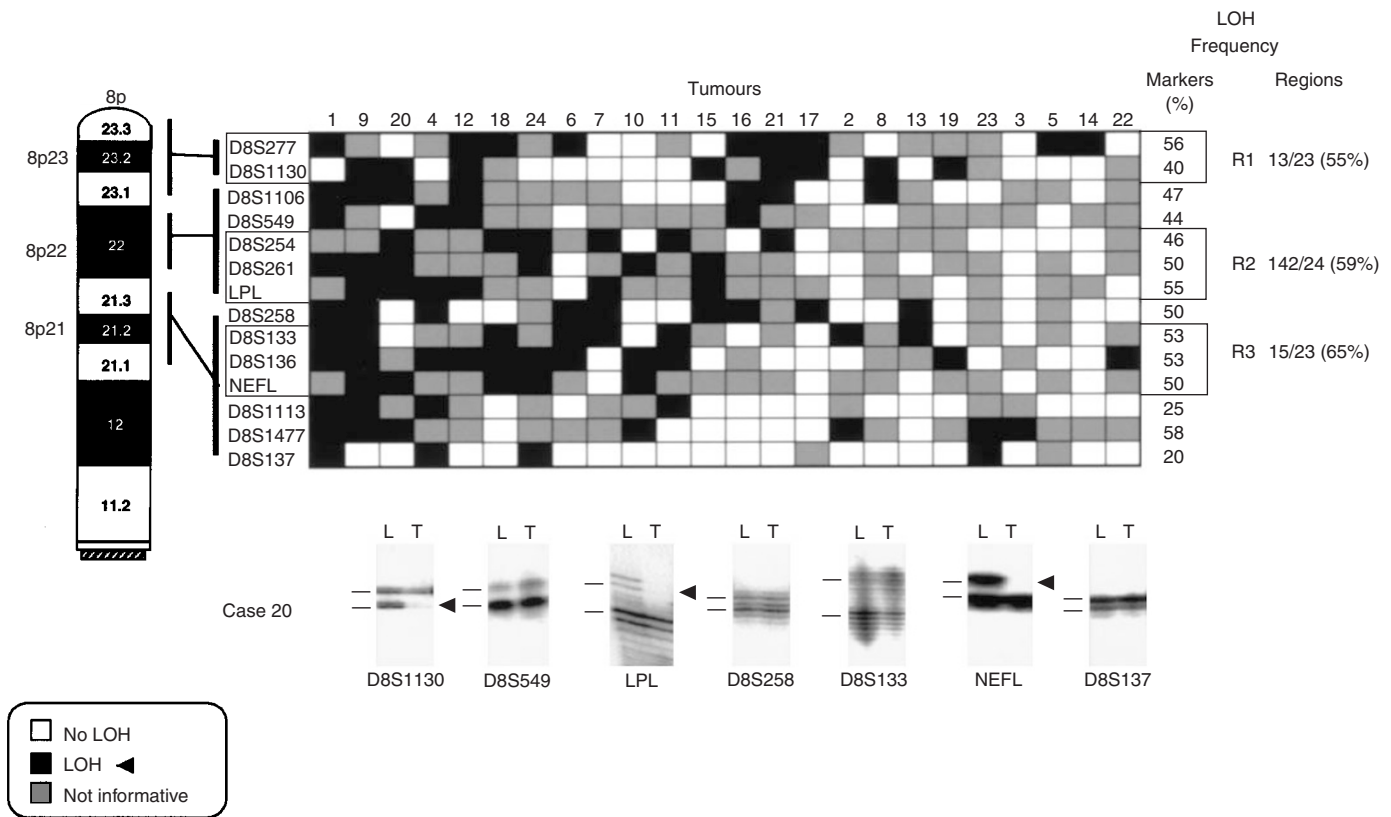 LOH
Frequency
Tumours
Markers
(%)
Regions
8p
1 9 20 4 12 18 24 6 7 10 11 15 16 21 17 2 8 13 19 23 3 5 14 22
23.3
8p23
23.2
23.1
8p22
22
21.3
8p21
21.2
21.1
12
11.2
D8S277 56
D8S1130 40
R1 13/23 (55%)
D8S1106 47
D8S549 44
D8S254 46
D8S261 50
R2 142/24 (59%)
LPL 55
D8S258 50
D8S133 53
D8S136 53
R3 15/23 (65%)
NEFL 50
D8S1113 25
D8S1477 58
D8S137 20
L T L T L T L T L T L T L T
Case 20
D8S1130 D8S549 LPL D8S258 D8S133 NEFL D8S137
No LOH
LOH
Not informative